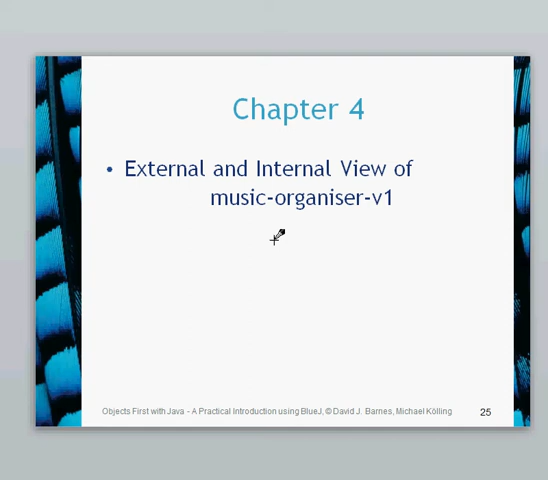 Chapter 4
• External and Internal View of
music-organiser-v1
Objects First with Java - A Practical Introduction using BlueJ, © David J. Barnes, Michael Kölling
25